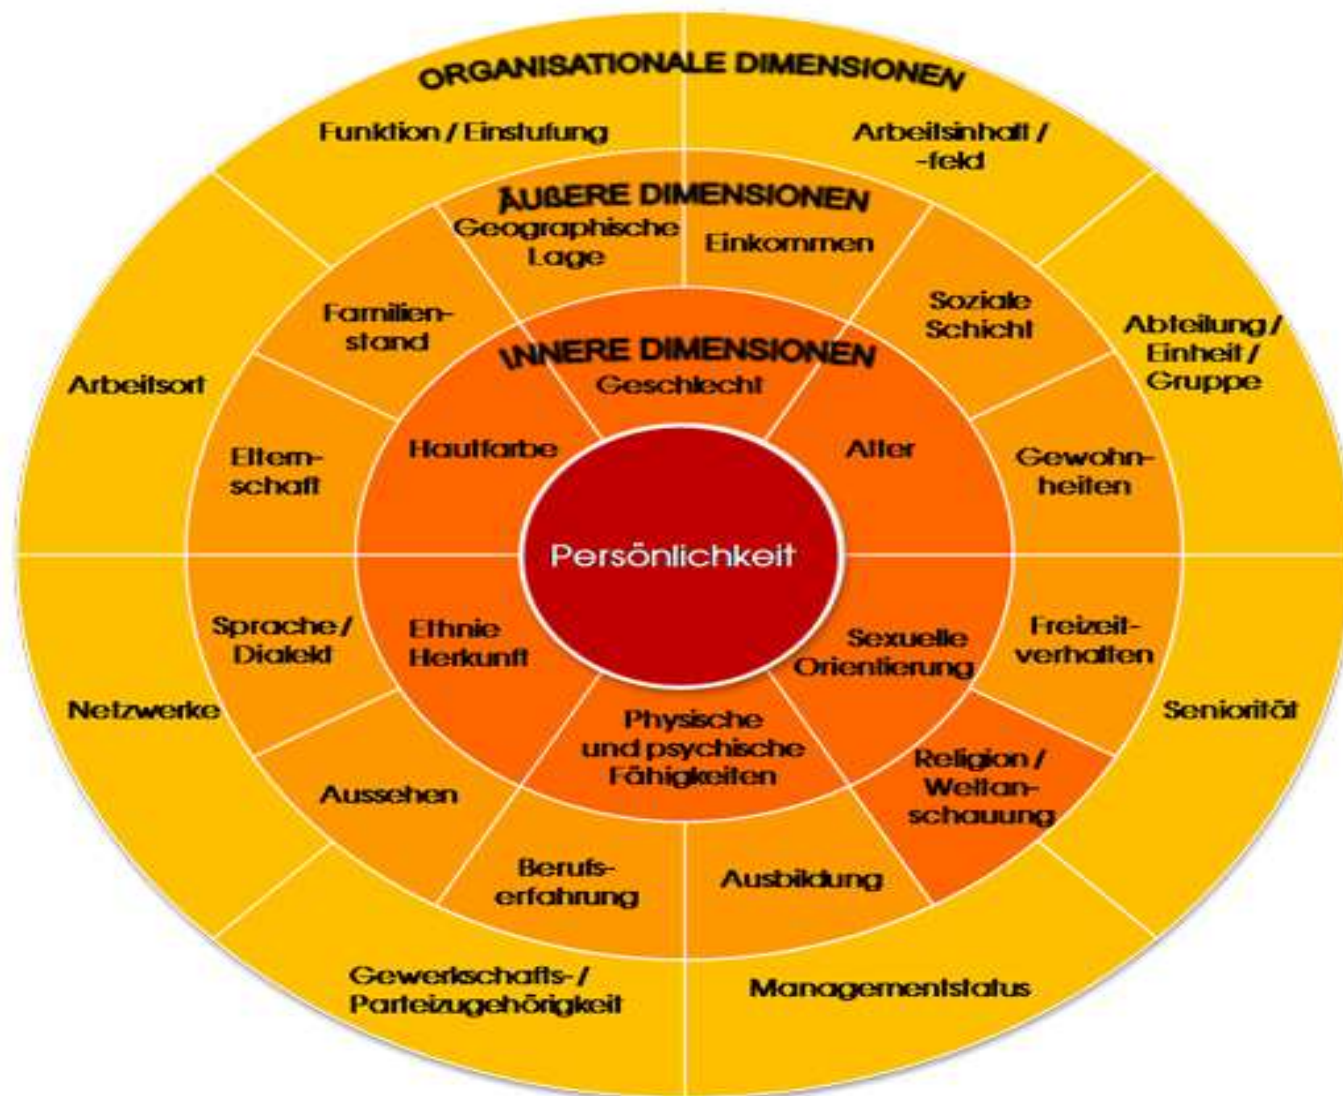 ORGANISATIONALE DIMENSIONEN
Funktion / Einstufung
Arbeitsinhalt /
-feld
Abteilung /
Einheit /
Gruppe
Seniorität
Managementstatus
Gewerkschafts- /
Parteizugehörigkeit
Netzwerke
Arbeitsort
ÄUßERE DIMENSIONEN
Geographische
Lage
Einkommen
Soziale
Schicht
Gewohn-
heiten
Freizeit-
verhalten
Religion /
Weltan-
schauung
Ausbildung
Berufs-
erfahrung
Aussehen
Sprache /
Dialekt
Eltern-
schaft
Familien-
stand
INNERE DIMENSIONEN
Geschlecht
Alter
Sexuelle
Orientierung
Physische
und psychische
Fähigkeiten
Ethnie
Herkunft
Hautfarbe
Persönlichkeit